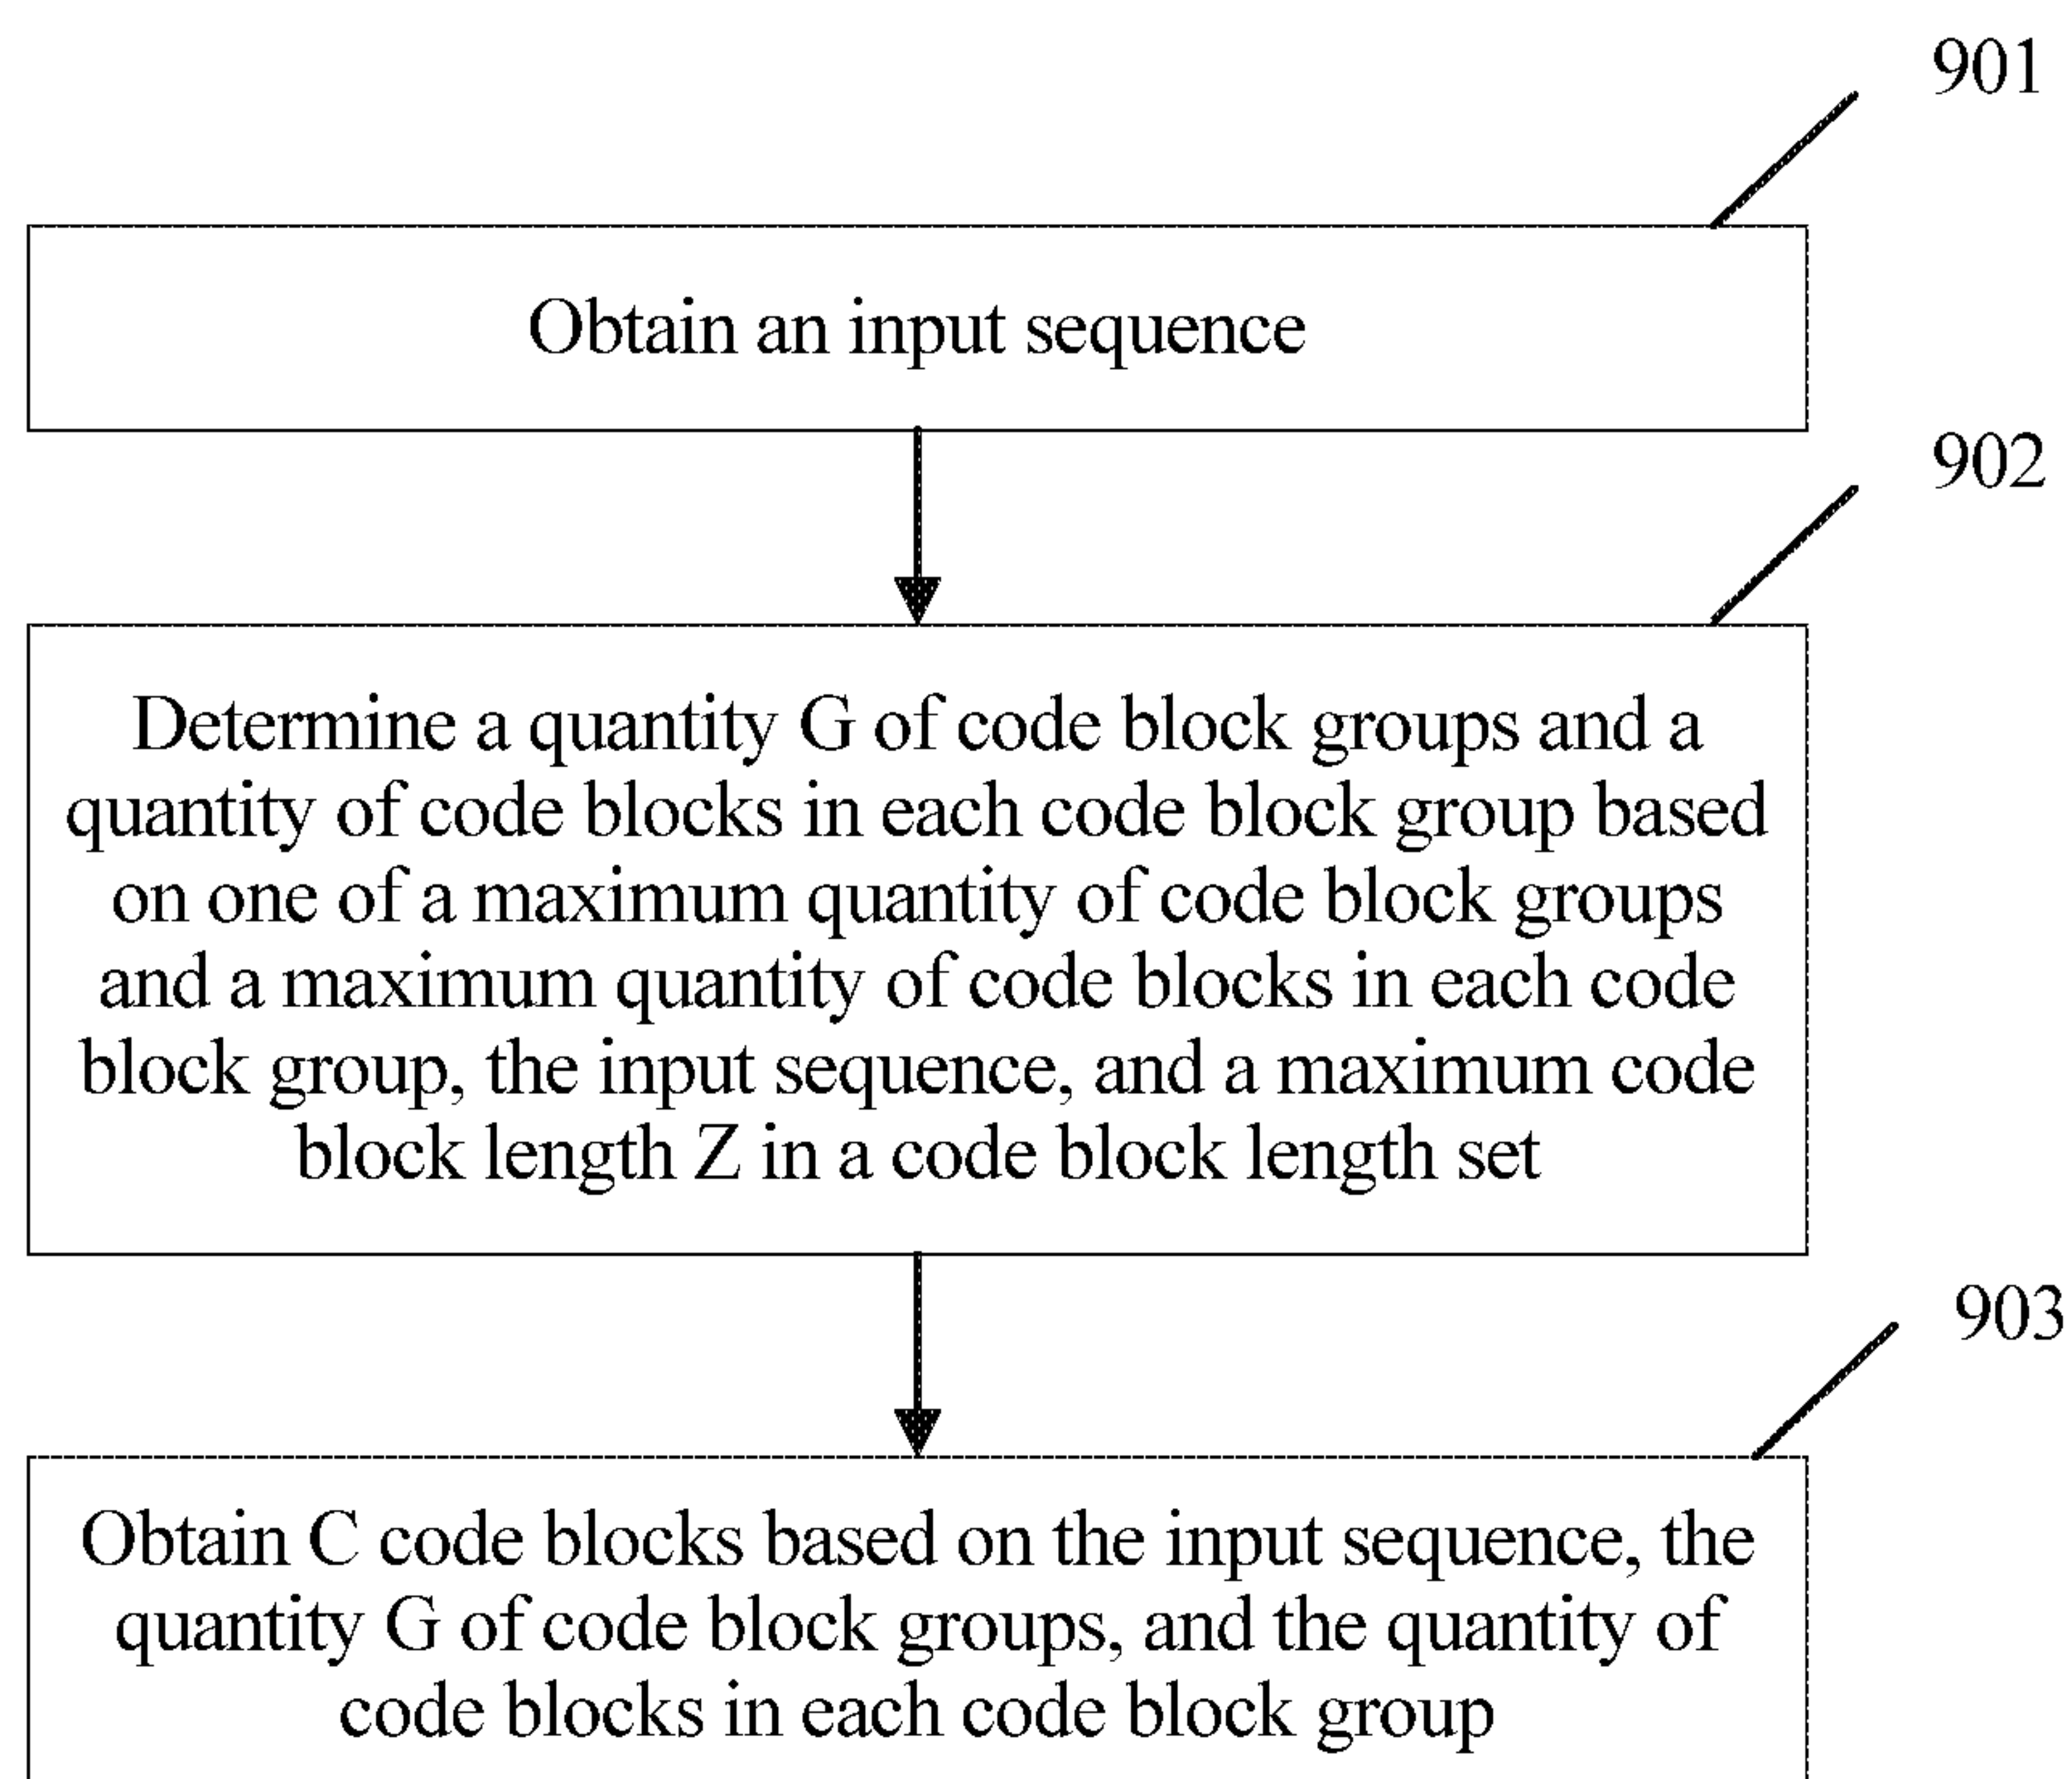 901
Obtain an input sequence
902
Determine a quantity G of code block groups and a
quantity of code blocks in each code block group based
on one of a maximum quantity of code block groups
and a maximum quantity of code blocks in each code
block group, the input sequence, and a maximum code
block length Z in a code block length set
903
Obtain C code blocks based on the input sequence, the
quantity G of code block groups, and the quantity of
code blocks in each code block group